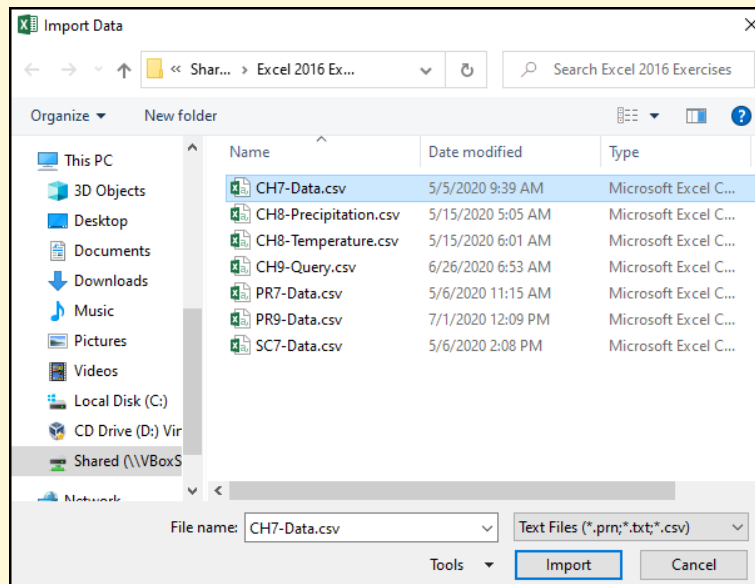 Import Data
« Shar... › Excel 2016 Ex...
Search Excel 2016 Exercises
Organize
New folder
This PC
3D Objects
Desktop
Documents
Downloads
Music
Pictures
Videos
Local Disk (C:)
CD Drive (D:) Vir
Shared (\\VBoxS
Network
Name Date modified Type
CH7-Data.csv 5/5/2020 9:39 AM Microsoft Excel C...
CH8-Precipitation.csv 5/15/2020 5:05 AM Microsoft Excel C...
CH8-Temperature.csv 5/15/2020 6:01 AM Microsoft Excel C...
CH9-Query.csv 6/26/2020 6:53 AM Microsoft Excel C...
PR7-Data.csv 5/6/2020 11:15 AM Microsoft Excel C...
PR9-Data.csv 7/1/2020 12:09 PM Microsoft Excel C...
SC7-Data.csv 5/6/2020 2:08 PM Microsoft Excel C...
File name: CH7-Data.csv Text Files (*.prn;*.txt;*.csv)
Tools Import Cancel